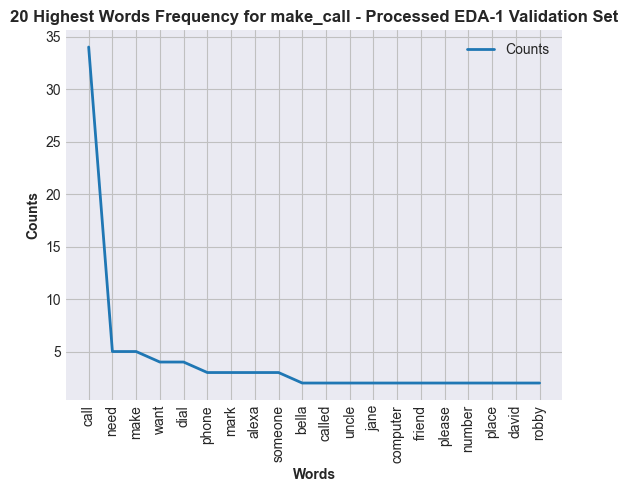 20 Highest Words Frequency for make_call - Processed EDA-1 Validation Set
Counts
35
30
25
20
15
10
5
Counts
call
need
make
want
dial
phone
mark
alexa
someone
bella
called
uncle
jane
computer
friend
please
number
place
david
robby
Words